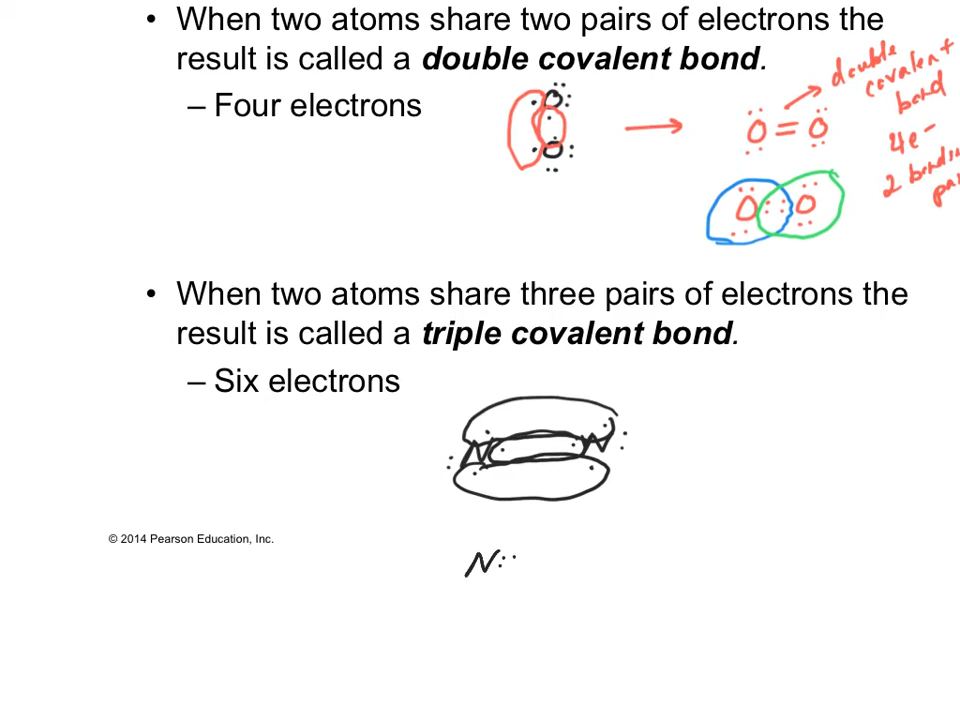 • When two atoms share two pairs of electrons the
result is called a double covalent bond.
– Four electrons
O
O
O = O
double
covalent
bond
4e-
2 bonding
O O
• When two atoms share three pairs of electrons the
result is called a triple covalent bond.
– Six electrons
N N
© 2014 Pearson Education, Inc.
N